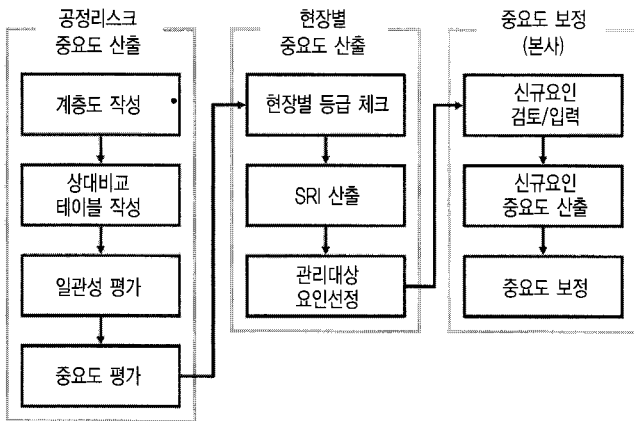 공정리스크
중요도 산출
계층도 작성
상대비교
테이블 작성
일관성 평가
중요도 평가
현장별
중요도 산출
현장별 등급 체크
SRI 산출
관리대상
요인선정
중요도 보정
(본사)
신규요인
검토/입력
신규요인
중요도 산출
중요도 보정